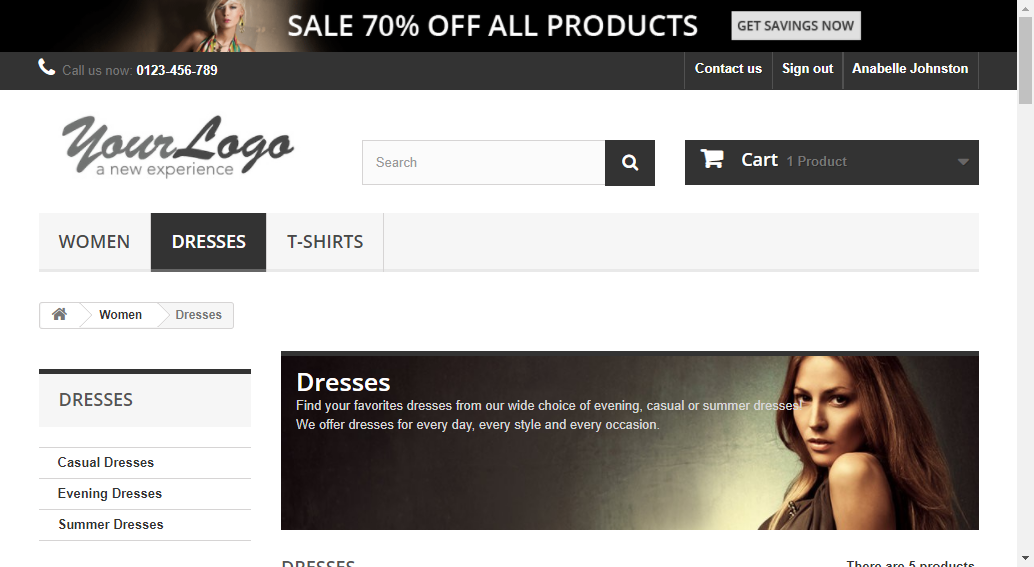 SALE 70% OFF ALL PRODUCTS
GET SAVINGS NOW
Call us now: 0123-456-789
Contact us
Sign out
Anabelle Johnston
YourLogo
a new experience
Search
Cart 1 Product
WOMEN
DRESSES
T-SHIRTS
Women
Dresses
DRESSES
Casual Dresses
Evening Dresses
Summer Dresses
Dresses
Find your favorites dresses from our wide choice of evening, casual or summer dresses!
We offer dresses for every day, every style and every occasion.
DRESSES
There are 5 products.